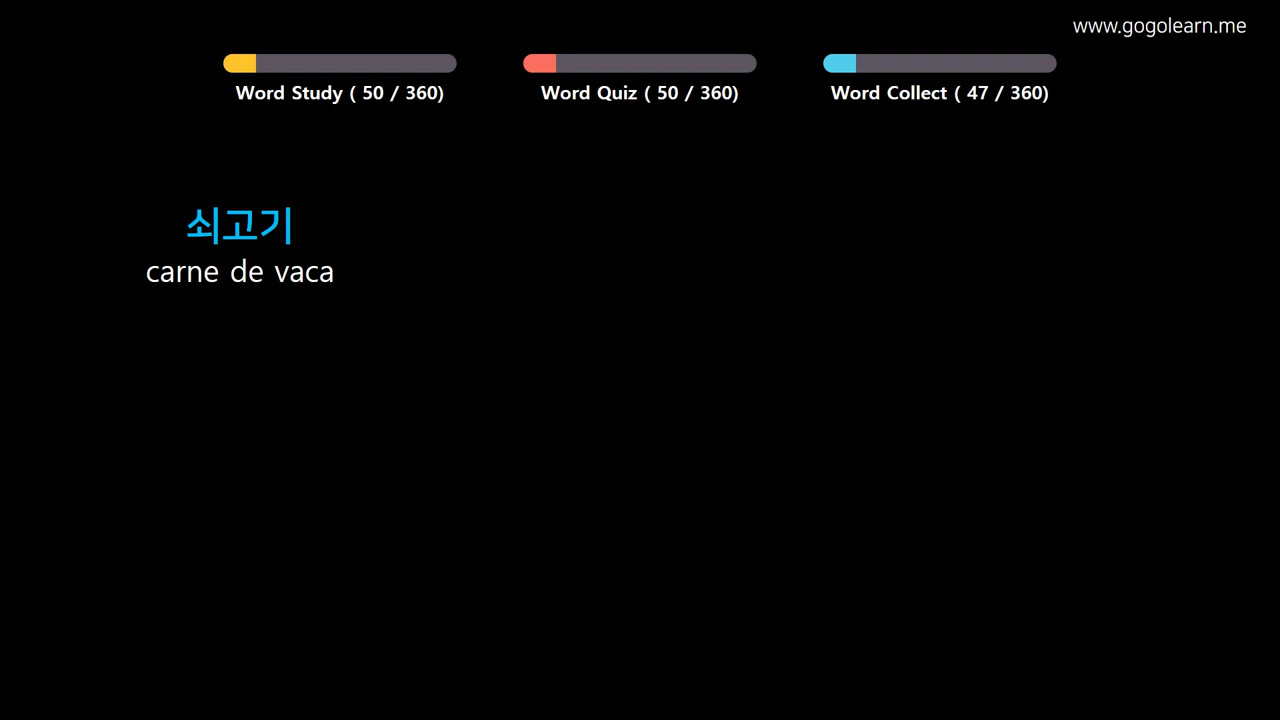 www.gogolearn.me
Word Study ( 50 / 360)
Word Quiz ( 50 / 360)
Word Collect ( 47 / 360)
쇠고기
carne de vaca